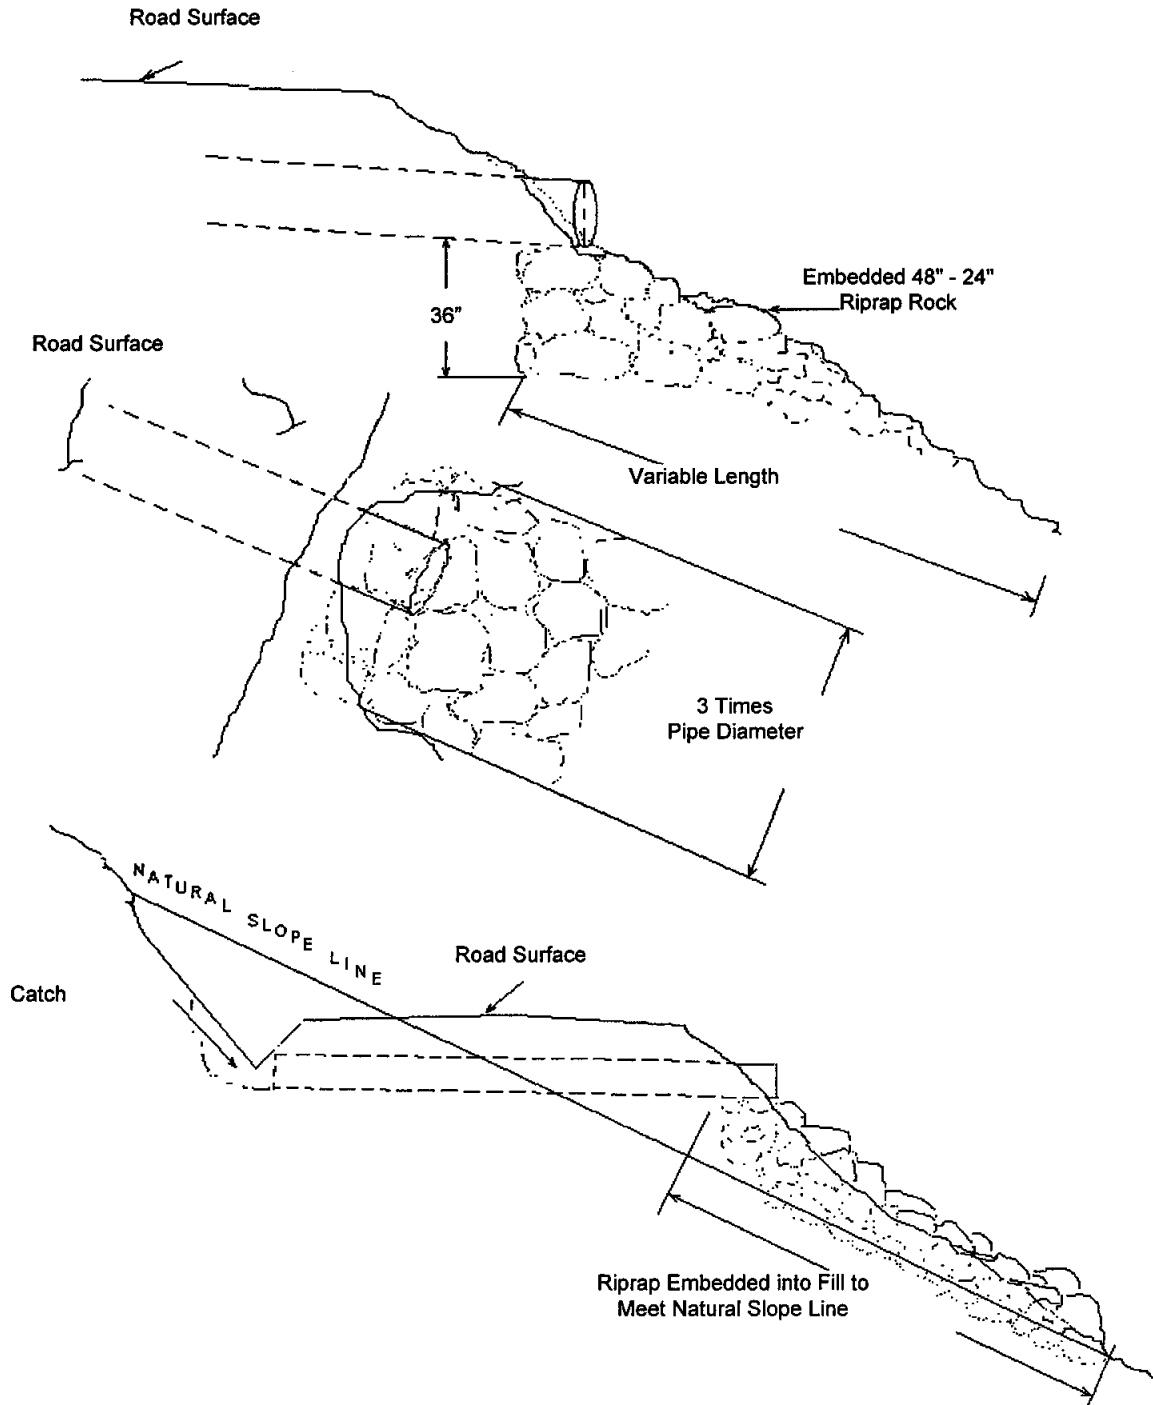 Road Surface
Embedded 48" - 24"
Riprap Rock
36"
Road Surface
Variable Length
3 Times
Pipe Diameter
NATURAL SLOPE LINE
Road Surface
Catch
Riprap Embedded into Fill to
Meet Natural Slope Line